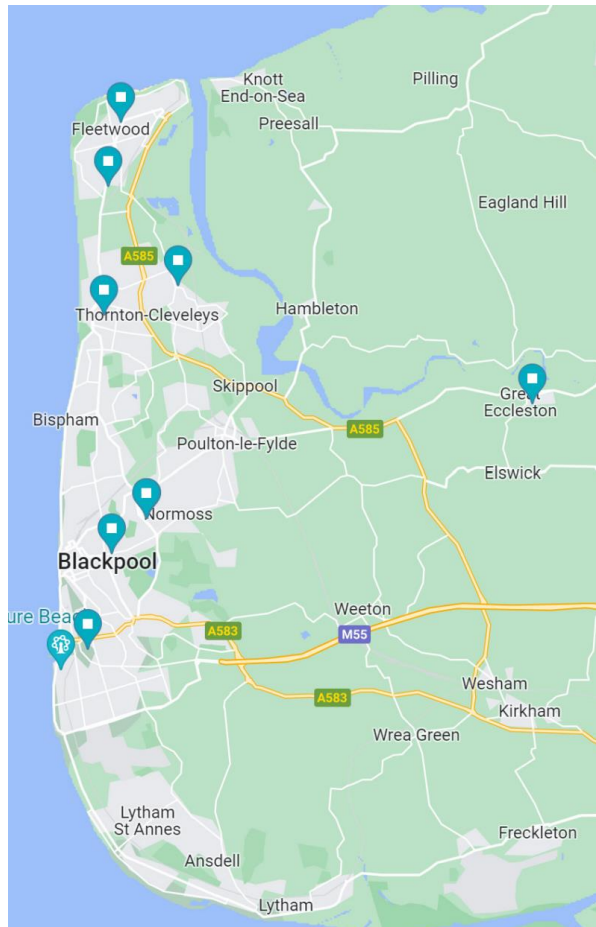 Knott
End-on-Sea
Pilling
Fleetwood
Preesall
Eagland Hill
A585
Hambleton
Thornton-Cleveleys
Skippool
Great
Eccleston
Bispham
A585
Poulton-le-Fylde
Elswick
Normoss
Blackpool
ure Beac
Weeton
A583
M55
Wesham
A583
Kirkham
Wrea Green
Lytham
St Annes
Freckleton
Ansdell
Lytham